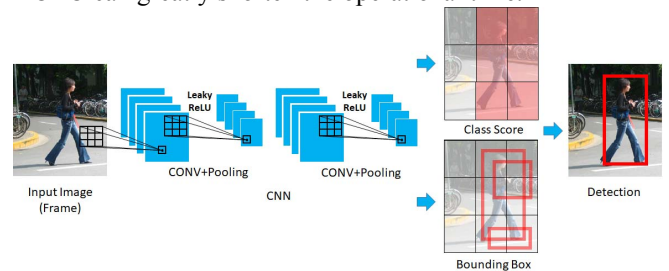 Leaky
ReLU
Leaky
ReLU
Class Score
CONV+Pooling
CONV+Pooling
Input Image
(Frame)
CNN
Detection
Bounding Box